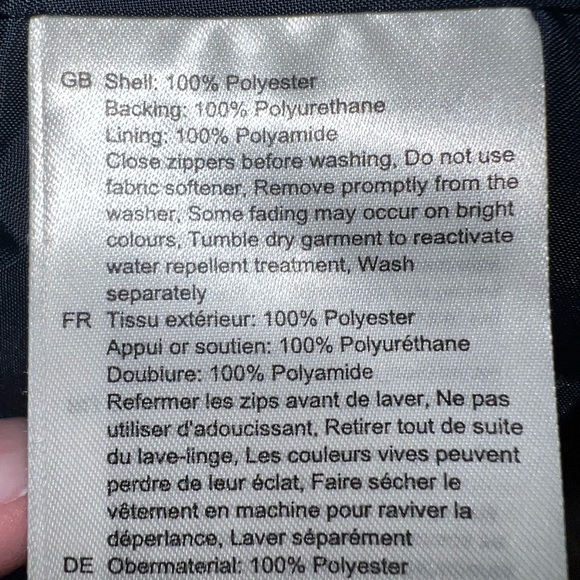 GB Shell: 100% Polyester
Backing: 100% Polyurethane
Lining: 100% Polyamide
Close zippers before washing, Do not use
fabric softener, Remove promptly from the
washer, Some fading may occur on bright
colours, Tumble dry garment to reactivate
water repellent treatment, Wash
separately
FR Tissu extérieur: 100% Polyester
Appui or soutien: 100% Polyuréthane
Doublure: 100% Polyamide
Refermer les zips avant de laver, Ne pas
utiliser d'adoucissant, Retirer tout de suite
du lave-linge, Les couleurs vives peuvent
perdre de leur éclat, Faire sécher le
vêtement en machine pour raviver la
déperlance, Laver séparément
DE Obermaterial: 100% Polyester